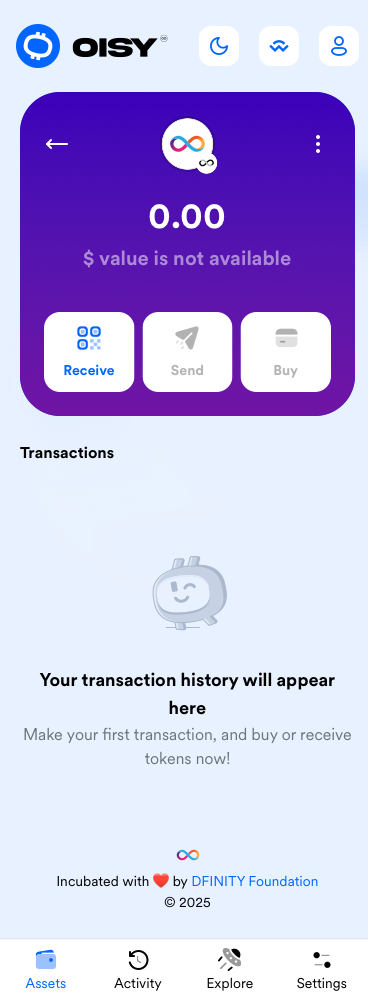 OISY
0.00
$ value is not available
Receive
Send
Buy
Transactions
Your transaction history will appear
here
Make your first transaction, and buy or receive
tokens now!
Incubated with ❤️ by DFINITY Foundation
© 2025
Assets
Activity
Explore
Settings